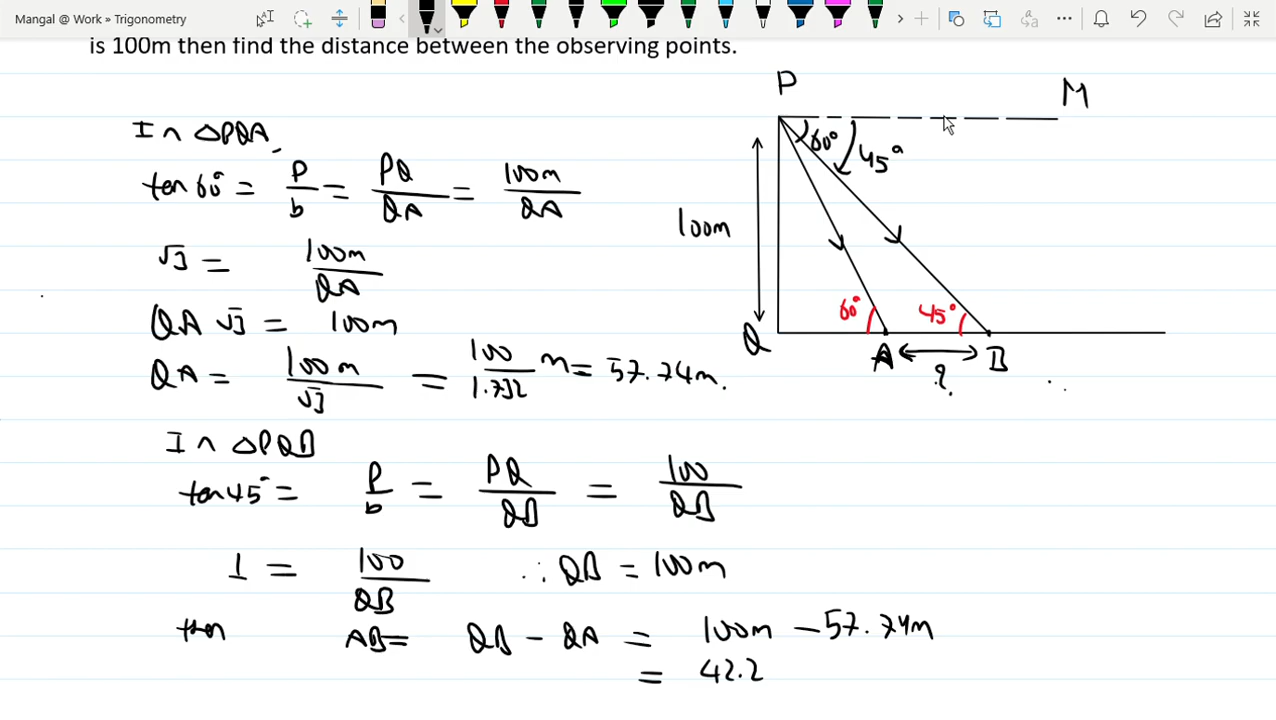 Mangal @ Work » Trigonometry
is 100m then find the distance between the observing points.
P
M
In △PQA,
60°
45°
tan 60° = P/b = PQ/QA = 100m/QA
100m
√3 = 100m/QA
QA √3 = 100m
60°
45°
Q
A
B
?
QA = 100m/√3 = 100/1.732 m = 57.74m.
In △PQB
tan 45° = P/b = PQ/QB = 100/QB
1 = 100/QB ∴ QB = 100m
then AB = QB - QA = 100m - 57.74m
= 42.2